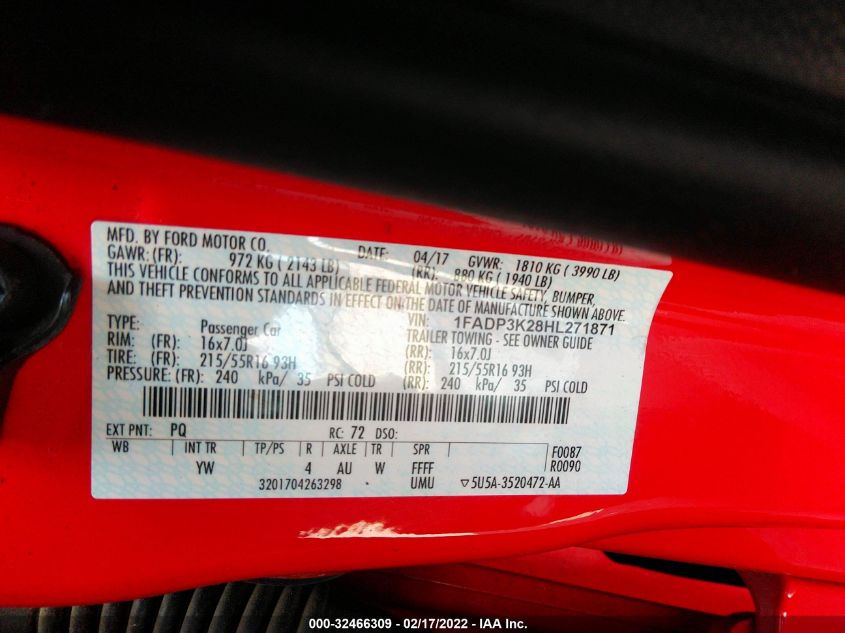 MFD. BY FORD MOTOR CO. DATE: 04/17 GVWR: 1810 KG ( 3990 LB)
GAWR: (FR): 972 KG ( 2143 LB) (RR): 880 KG ( 1940 LB)
THIS VEHICLE CONFORMS TO ALL APPLICABLE FEDERAL MOTOR VEHICLE SAFETY, BUMPER,
AND THEFT PREVENTION STANDARDS IN EFFECT ON THE DATE OF MANUFACTURE SHOWN ABOVE.
VIN: 1FADP3K28HL271871
TYPE: Passenger Car TRAILER TOWING - SEE OWNER GUIDE
RIM: (FR): 16x7.0J (RR): 16x7.0J
TIRE: (FR): 215/55R16 93H (RR): 215/55R16 93H
PRESSURE: (FR): 240 kPa/ 35 PSI COLD (RR): 240 kPa/ 35 PSI COLD
EXT PNT: PQ RC: 72 DSO:
WB INT TR TP/PS R AXLE TR SPR F0087
YW 4 AU W FFFF R0090
3201704263298 UMU ▽5U5A-3520472-AA
000-32466309 - 02/17/2022 - IAA Inc.